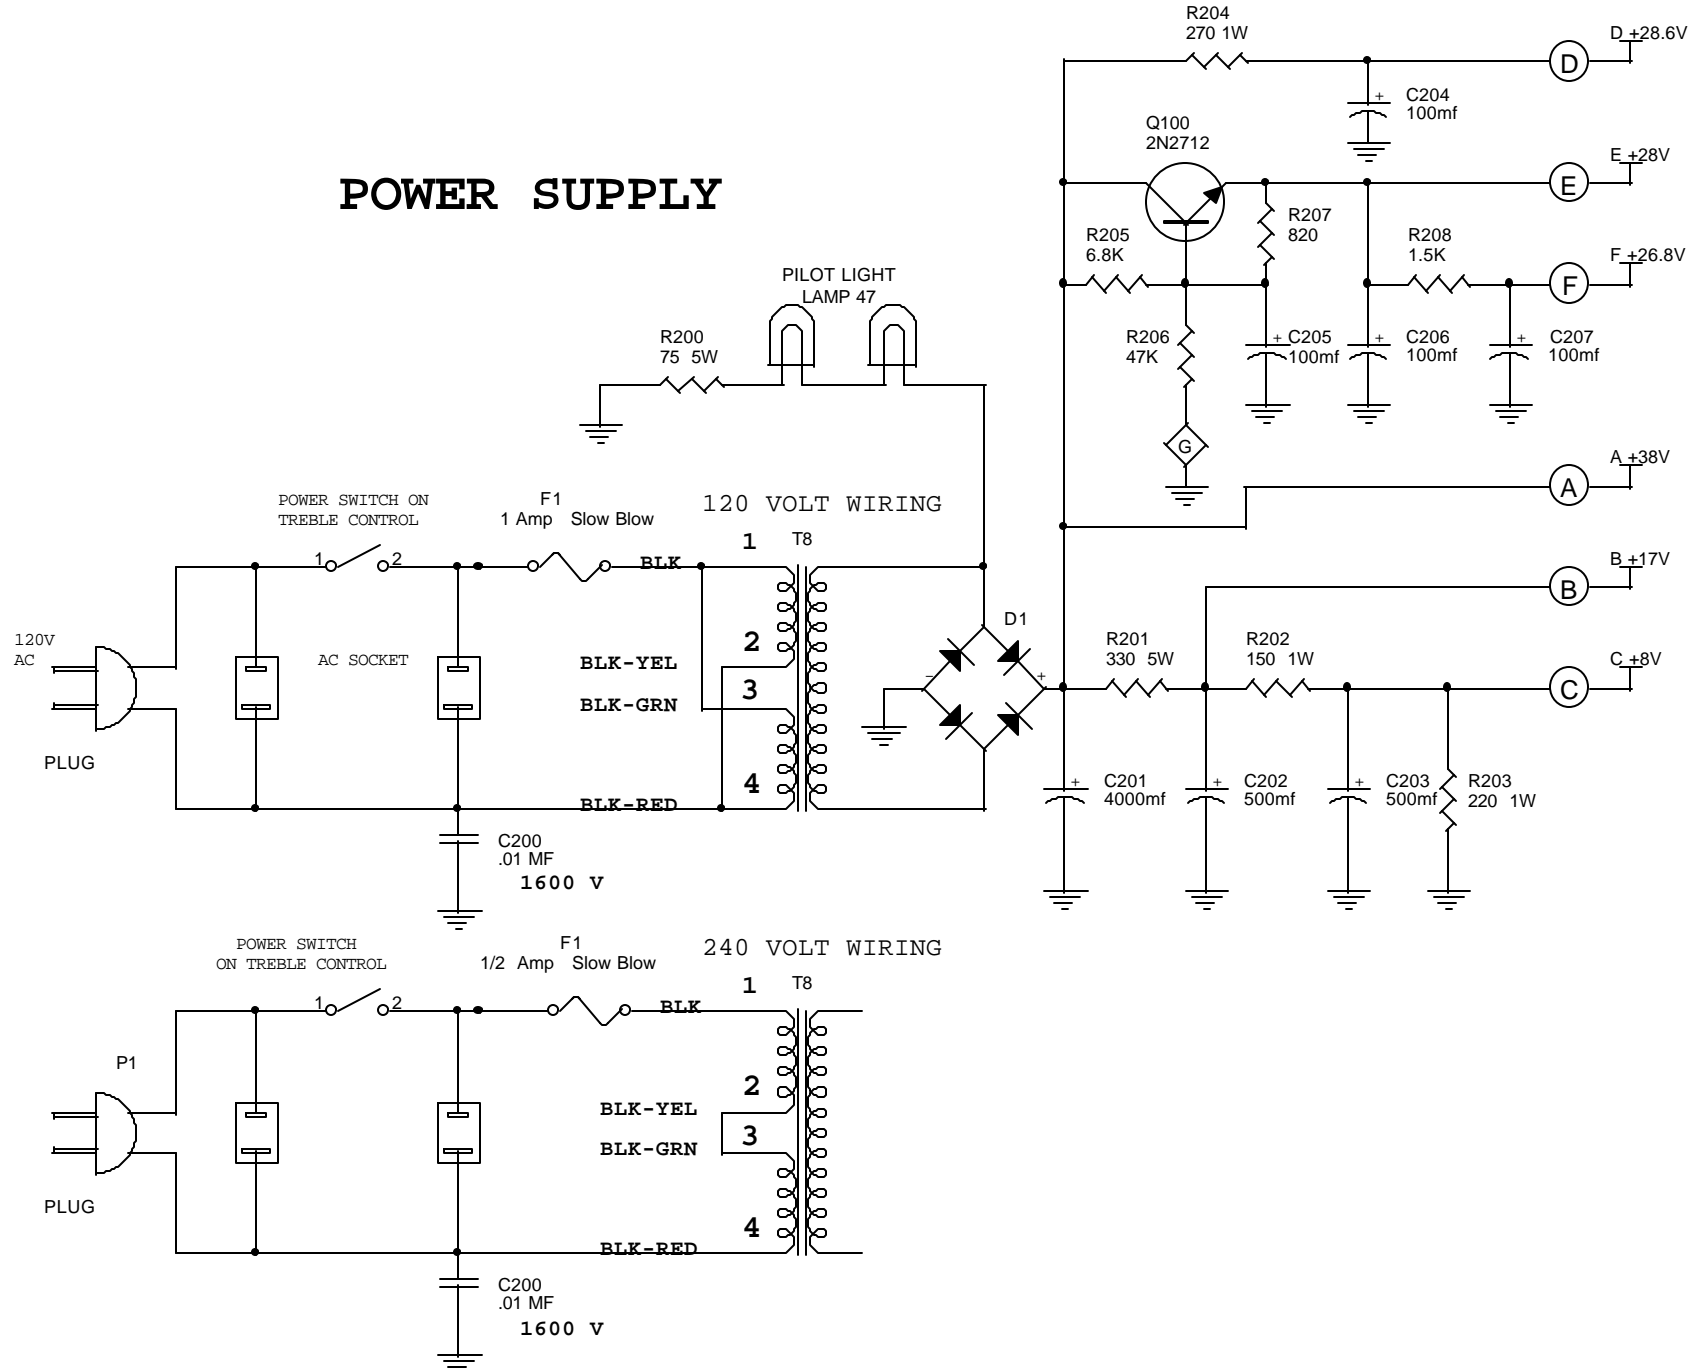 POWER SUPPLY
R204
270 1W
D +28.6V
D
+
C204
100mf
Q100
2N2712
E +28V
E
R207
820
R205
6.8K
R208
1.5K
F +26.8V
F
R206
47K
+
C205
100mf
+
C206
100mf
+
C207
100mf
G
PILOT LIGHT
LAMP 47
R200
75 5W
A +38V
A
B +17V
B
C +8V
C
POWER SWITCH ON
TREBLE CONTROL
1
2
F1
1 Amp Slow Blow
120 VOLT WIRING
1
T8
BLK
2
BLK-YEL
3
BLK-GRN
4
BLK-RED
120V
AC
AC SOCKET
PLUG
D1
-
+
R201
330 5W
R202
150 1W
+
C201
4000mf
+
C202
500mf
+
C203
500mf
R203
220 1W
C200
.01 MF
1600 V
POWER SWITCH
ON TREBLE CONTROL
1
2
F1
1/2 Amp Slow Blow
240 VOLT WIRING
1
T8
BLK
P1
2
BLK-YEL
3
BLK-GRN
PLUG
4
BLK-RED
C200
.01 MF
1600 V